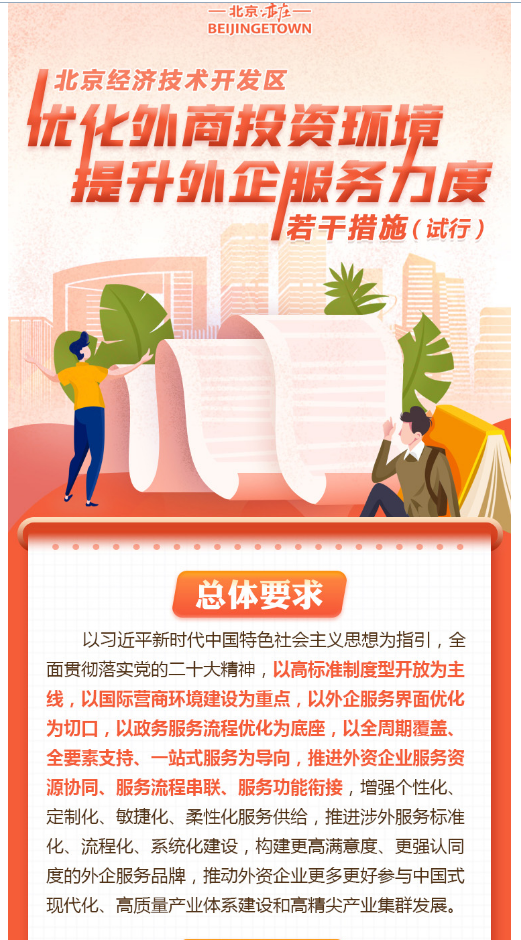 北京·亦庄
BEIJINGETOWN
北京经济技术开发区
优化外商投资环境
提升外企服务力度
若干措施（试行）
总体要求
以习近平新时代中国特色社会主义思想为指引，全
面贯彻落实党的二十大精神，以高标准制度型开放为主
线，以国际营商环境建设为重点，以外企服务界面优化
为切口，以政务服务流程优化为底座，以全周期覆盖、
全要素支持、一站式服务为导向，推进外资企业服务资
源协同、服务流程串联、服务功能衔接，增强个性化、
定制化、敏捷化、柔性化服务供给，推进涉外服务标准
化、流程化、系统化建设，构建更高满意度、更强认同
度的外企服务品牌，推动外资企业更多更好参与中国式
现代化、高质量产业体系建设和高精尖产业集群发展。